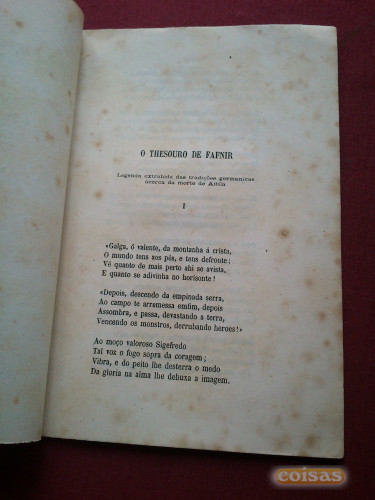 O THESOURO DE FAFNIR
Legenda extrahida das tradições germanicas
ácerca da morte de Attila
I
«Galga, ó valente, da montanha á crista,
O mundo tens aos pés, e tens defronte;
Vê quanto de mais perto ahi se avista,
E quanto se adivinha no horisonte!
«Depois, descendo da empinada serra,
Ao campo te arremessa emfim, depois
Assombra, e passa, devastando a terra,
Vencendo os monstros, derrubando heroes!»
Ao moço valoroso Sigefredo
Tal voz o fogo sopra da coragem;
Vibra, e do peito lhe desterra o medo
Da gloria na alma lhe debuxa a imagem.
coisas